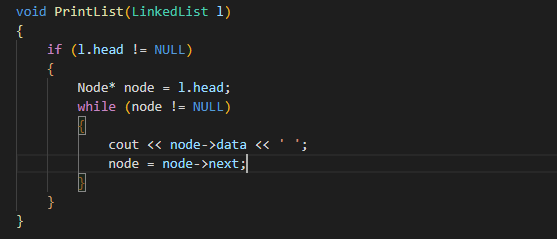 void PrintList(LinkedList l)
{
    if (l.head != NULL)
    {
        Node* node = l.head;
        while (node != NULL)
        {
            cout << node->data << ' ';
            node = node->next;
        }
    }
}